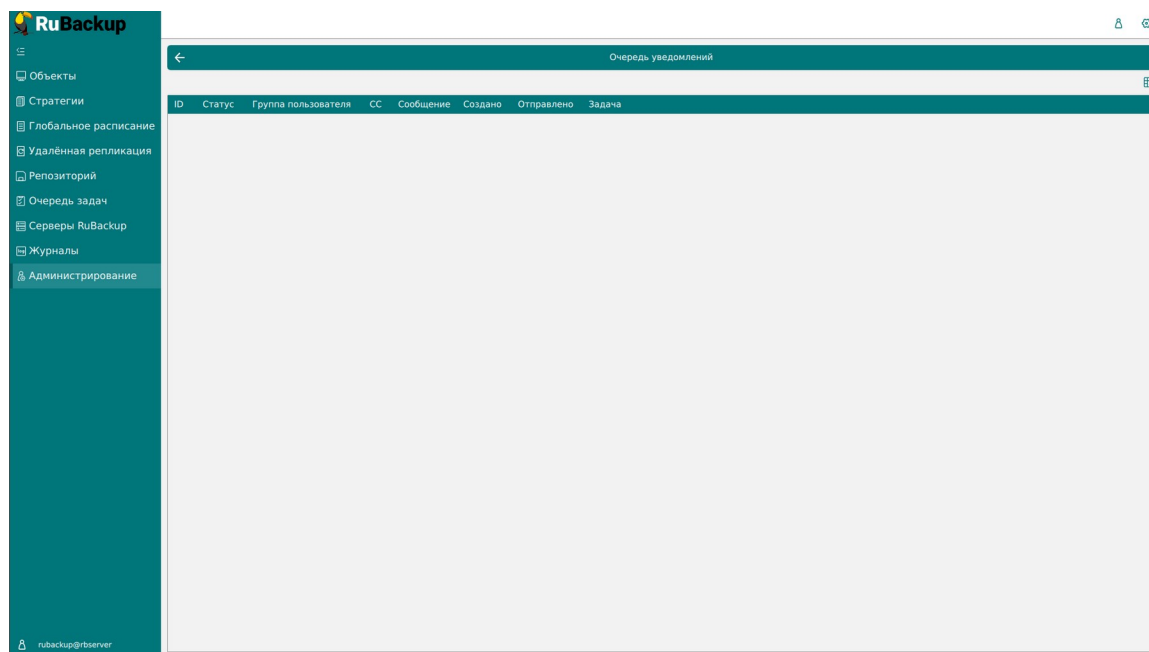 RuBackup
Очередь уведомлений
Объекты
Стратегии
Глобальное расписание
Удалённая репликация
Репозиторий
Очередь задач
Серверы RuBackup
Журналы
Администрирование
ID Статус Группа пользователя CC Сообщение Создано Отправлено Задача
rubackup@rbserver